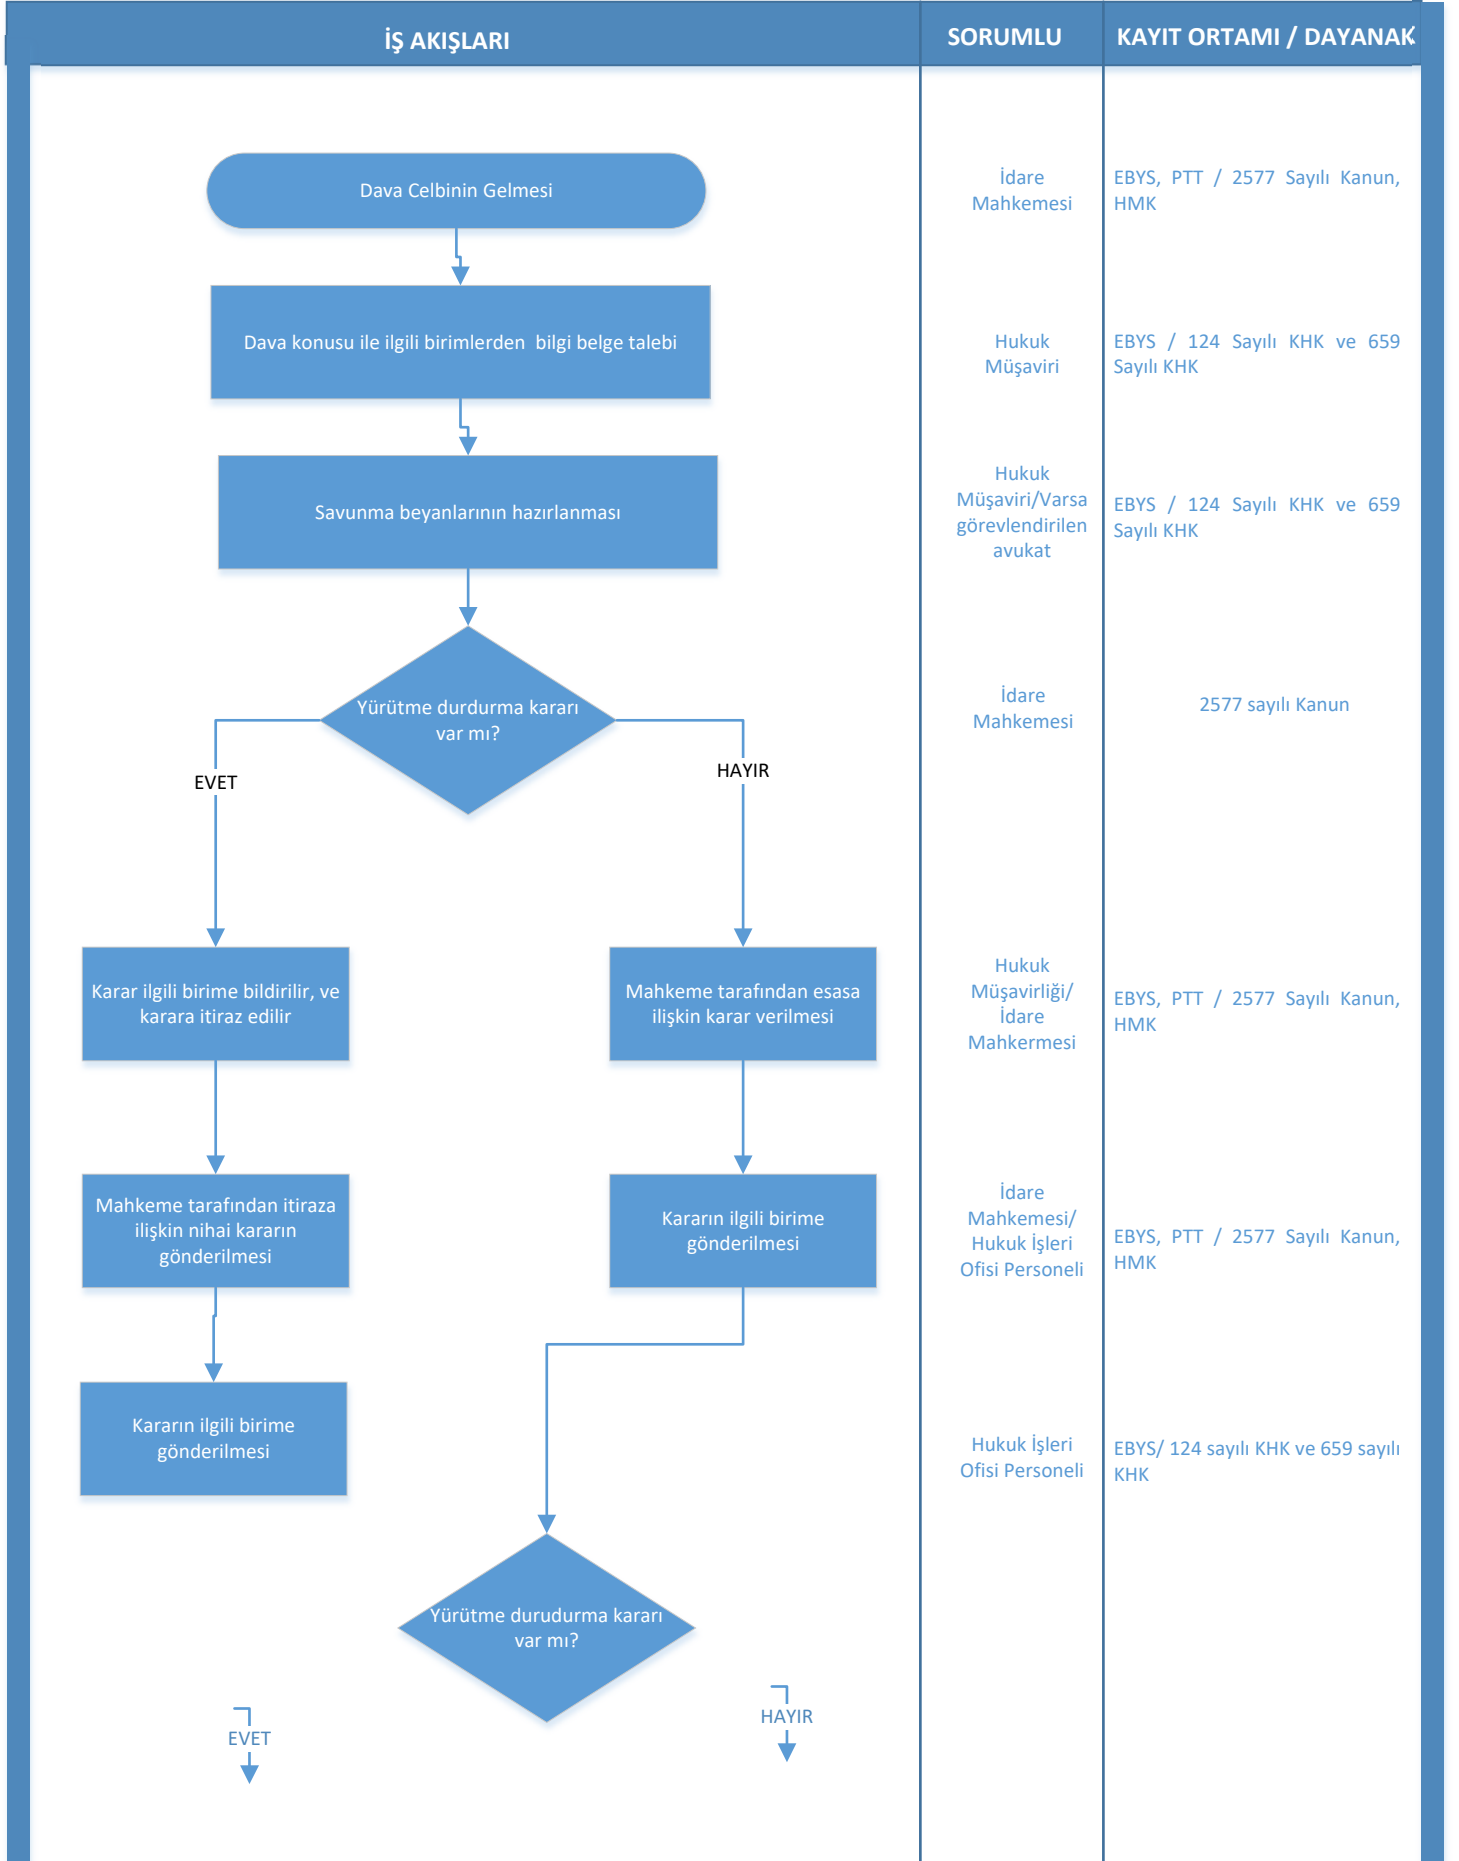 İŞ AKIŞLARI
SORUMLU
KAYIT ORTAMI / DAYANAK
Dava Celbinin Gelmesi
İdare
Mahkemesi
EBYS, PTT / 2577 Sayılı Kanun,
HMK
Dava konusu ile ilgili birimlerden bilgi belge talebi
Hukuk
Müşaviri
EBYS / 124 Sayılı KHK ve 659
Sayılı KHK
Savunma beyanlarının hazırlanması
Hukuk
Müşaviri/Varsa
görevlendirilen
avukat
EBYS / 124 Sayılı KHK ve 659
Sayılı KHK
Yürütme durdurma kararı
var mı?
İdare
Mahkemesi
2577 sayılı Kanun
EVET
HAYIR
Karar ilgili birime bildirilir, ve
karara itiraz edilir
Mahkeme tarafından esasa
ilişkin karar verilmesi
Hukuk
Müşavirliği/
İdare
Mahkermesi
EBYS, PTT / 2577 Sayılı Kanun,
HMK
Mahkeme tarafından itiraza
ilişkin nihai kararın
gönderilmesi
Kararın ilgili birime
gönderilmesi
İdare
Mahkemesi/
Hukuk İşleri
Ofisi Personeli
EBYS, PTT / 2577 Sayılı Kanun,
HMK
Kararın ilgili birime
gönderilmesi
Hukuk İşleri
Ofisi Personeli
EBYS/ 124 sayılı KHK ve 659 sayılı
KHK
Yürütme durudurma kararı
var mı?
EVET
HAYIR